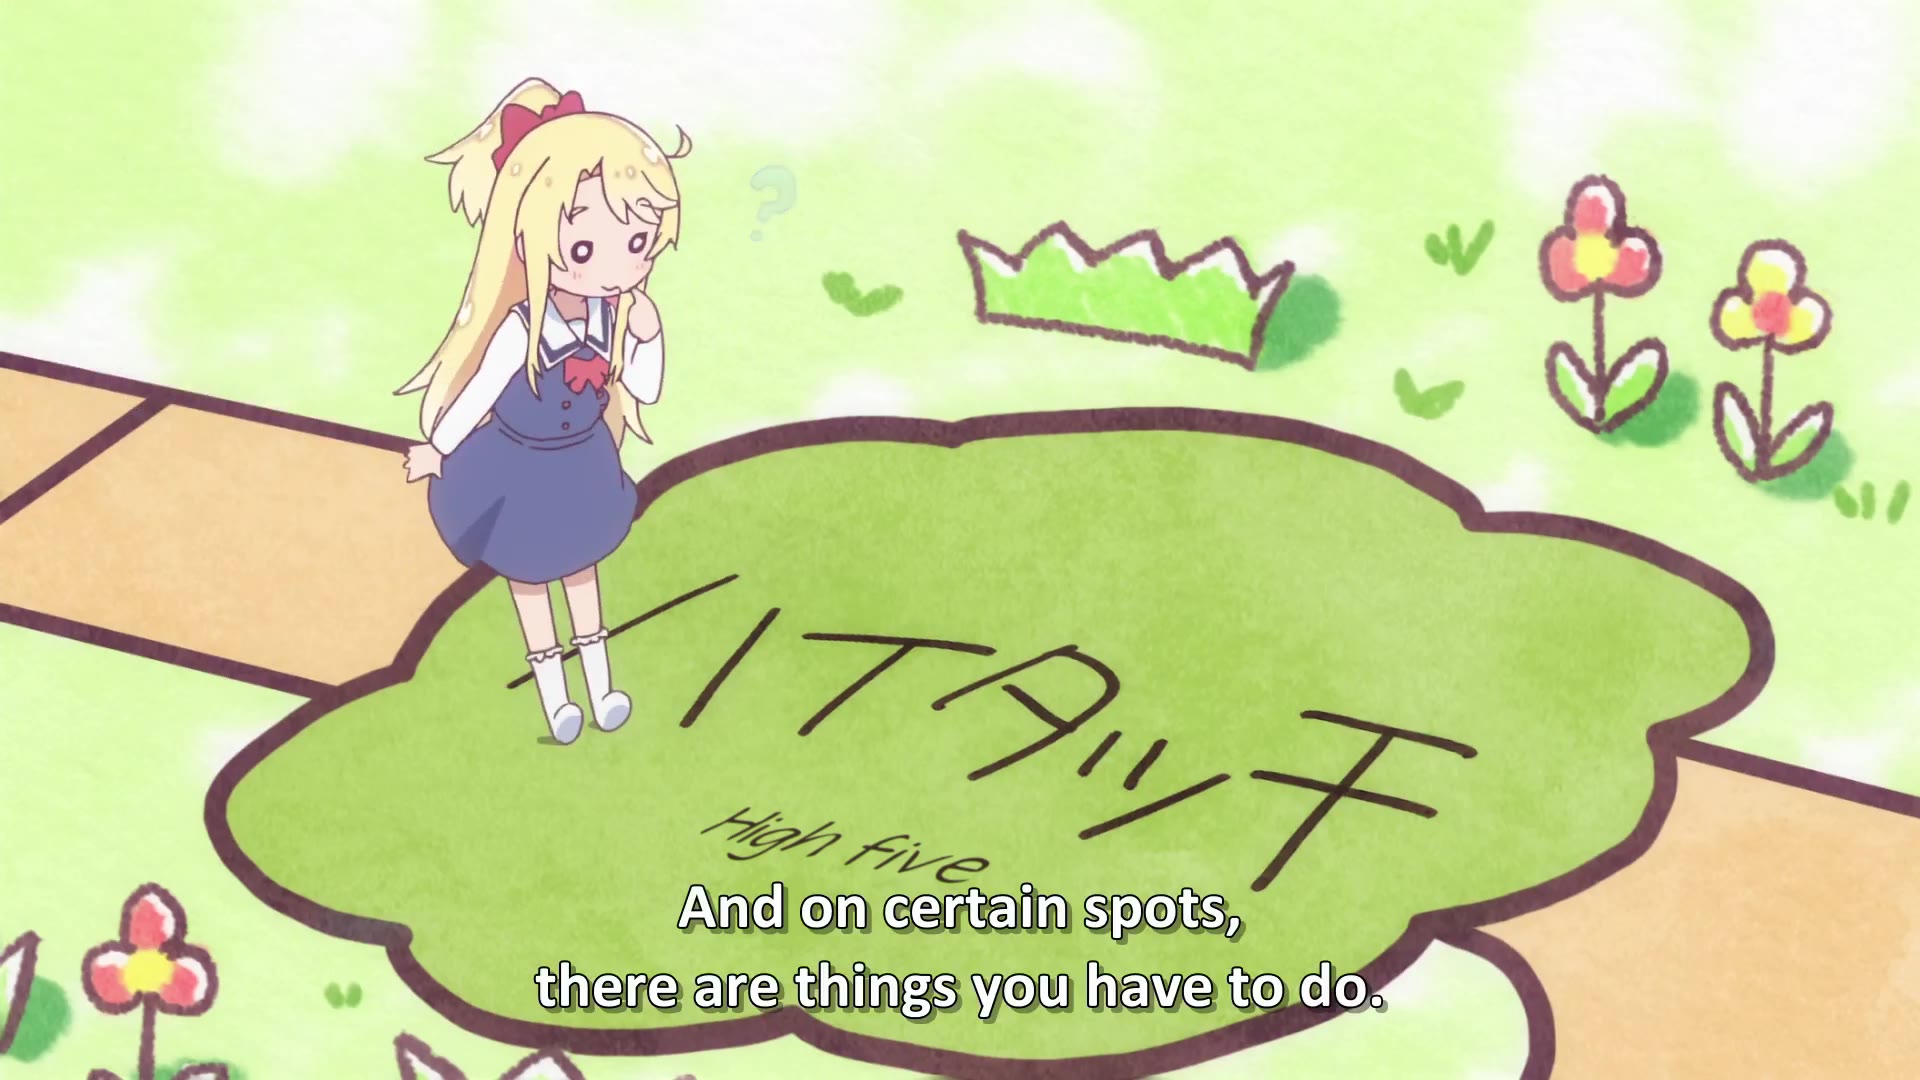 ?
ハイタッチ
High five
And on certain spots,
there are things you have to do.